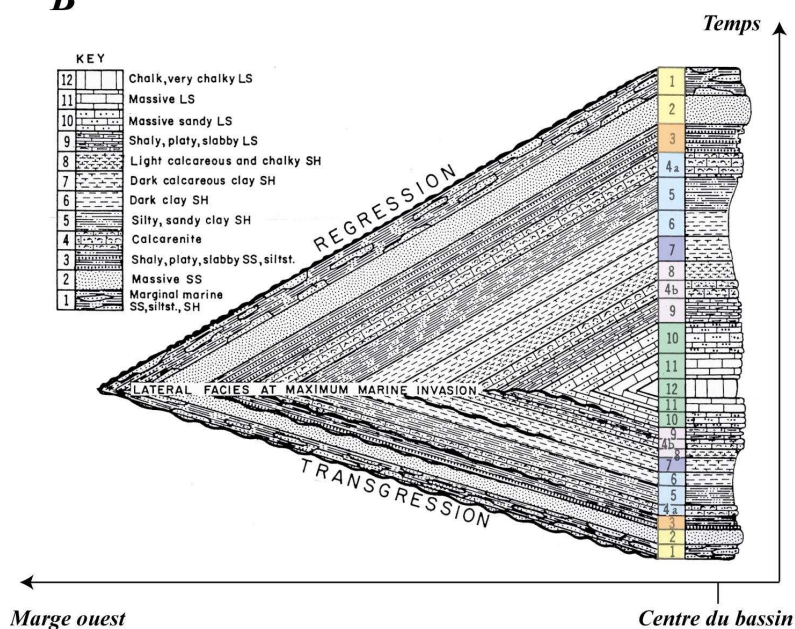 B
Temps
KEY
12 Chalk, very chalky LS
11 Massive LS
10 Massive sandy LS
9 Shaly, platy, slabby LS
8 Light calcareous and chalky SH
7 Dark calcareous clay SH
6 Dark clay SH
5 Silty, sandy clay SH
4 Calcarenite
3 Shaly, platy, slabby SS, siltst.
2 Massive SS
1 Marginal marine
SS, siltst., SH
REGRESSION
LATERAL FACIES AT MAXIMUM MARINE INVASION
TRANSGRESSION
1
2
3
4a
5
6
7
8
4b
9
10
11
12
11
10
9
4b
8
7
6
5
4a
3
2
1
Marge ouest
Centre du bassin